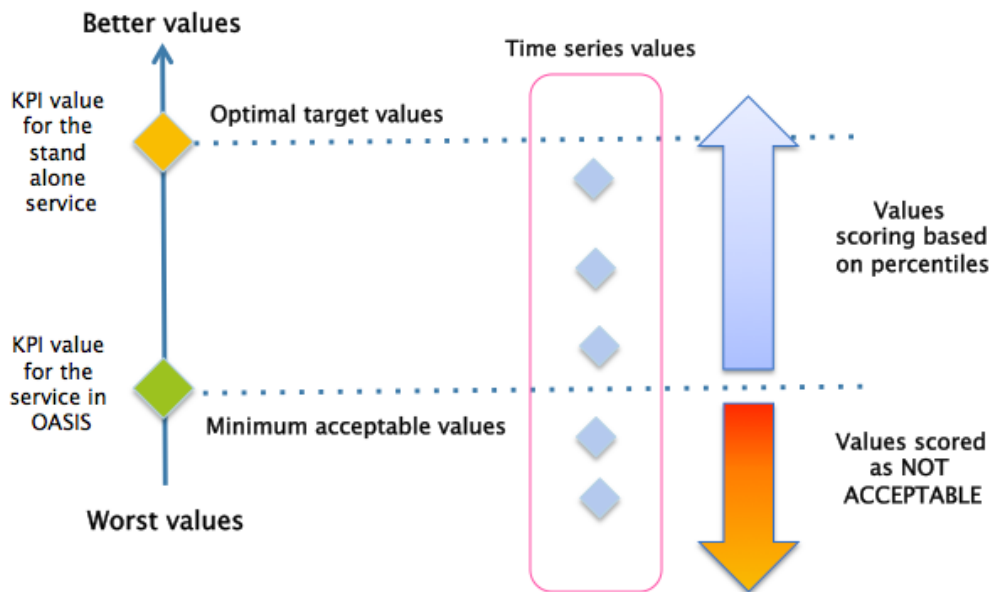 Better values
Time series values
KPI value
for the
stand
alone
service
Optimal target values
Values
scoring based
on percentiles
KPI value
for the
service in
OASIS
Minimum acceptable values
Values scored
as NOT
ACCEPTABLE
Worst values